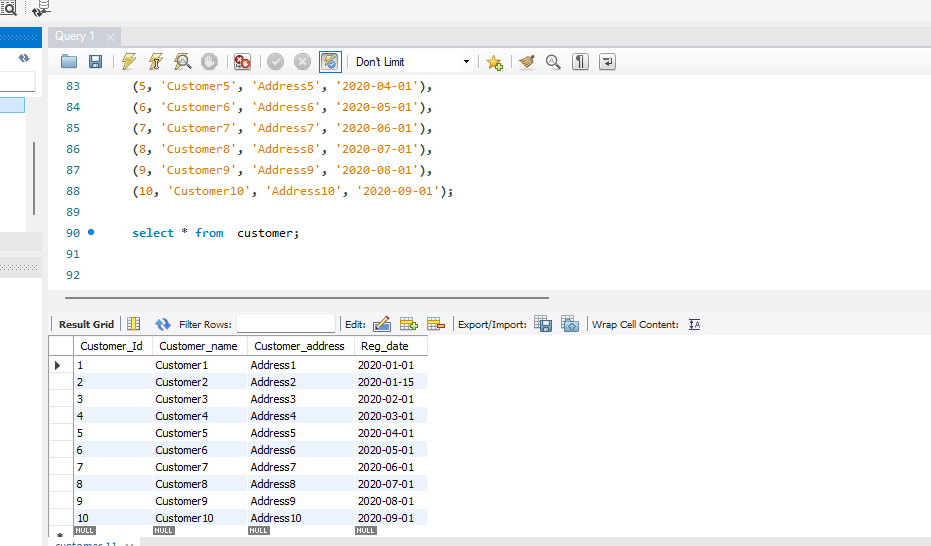 Query 1
Don't Limit
83 (5, 'Customer5', 'Address5', '2020-04-01'),
84 (6, 'Customer6', 'Address6', '2020-05-01'),
85 (7, 'Customer7', 'Address7', '2020-06-01'),
86 (8, 'Customer8', 'Address8', '2020-07-01'),
87 (9, 'Customer9', 'Address9', '2020-08-01'),
88 (10, 'Customer10', 'Address10', '2020-09-01');
89
90 select * from  customer;
91
92
Result Grid Filter Rows: Edit: Export/Import: Wrap Cell Content: IA
Customer_Id Customer_name Customer_address Reg_date
1 Customer1 Address1 2020-01-01
2 Customer2 Address2 2020-01-15
3 Customer3 Address3 2020-02-01
4 Customer4 Address4 2020-03-01
5 Customer5 Address5 2020-04-01
6 Customer6 Address6 2020-05-01
7 Customer7 Address7 2020-06-01
8 Customer8 Address8 2020-07-01
9 Customer9 Address9 2020-08-01
10 Customer10 Address10 2020-09-01
NULL NULL NULL NULL
customer 11